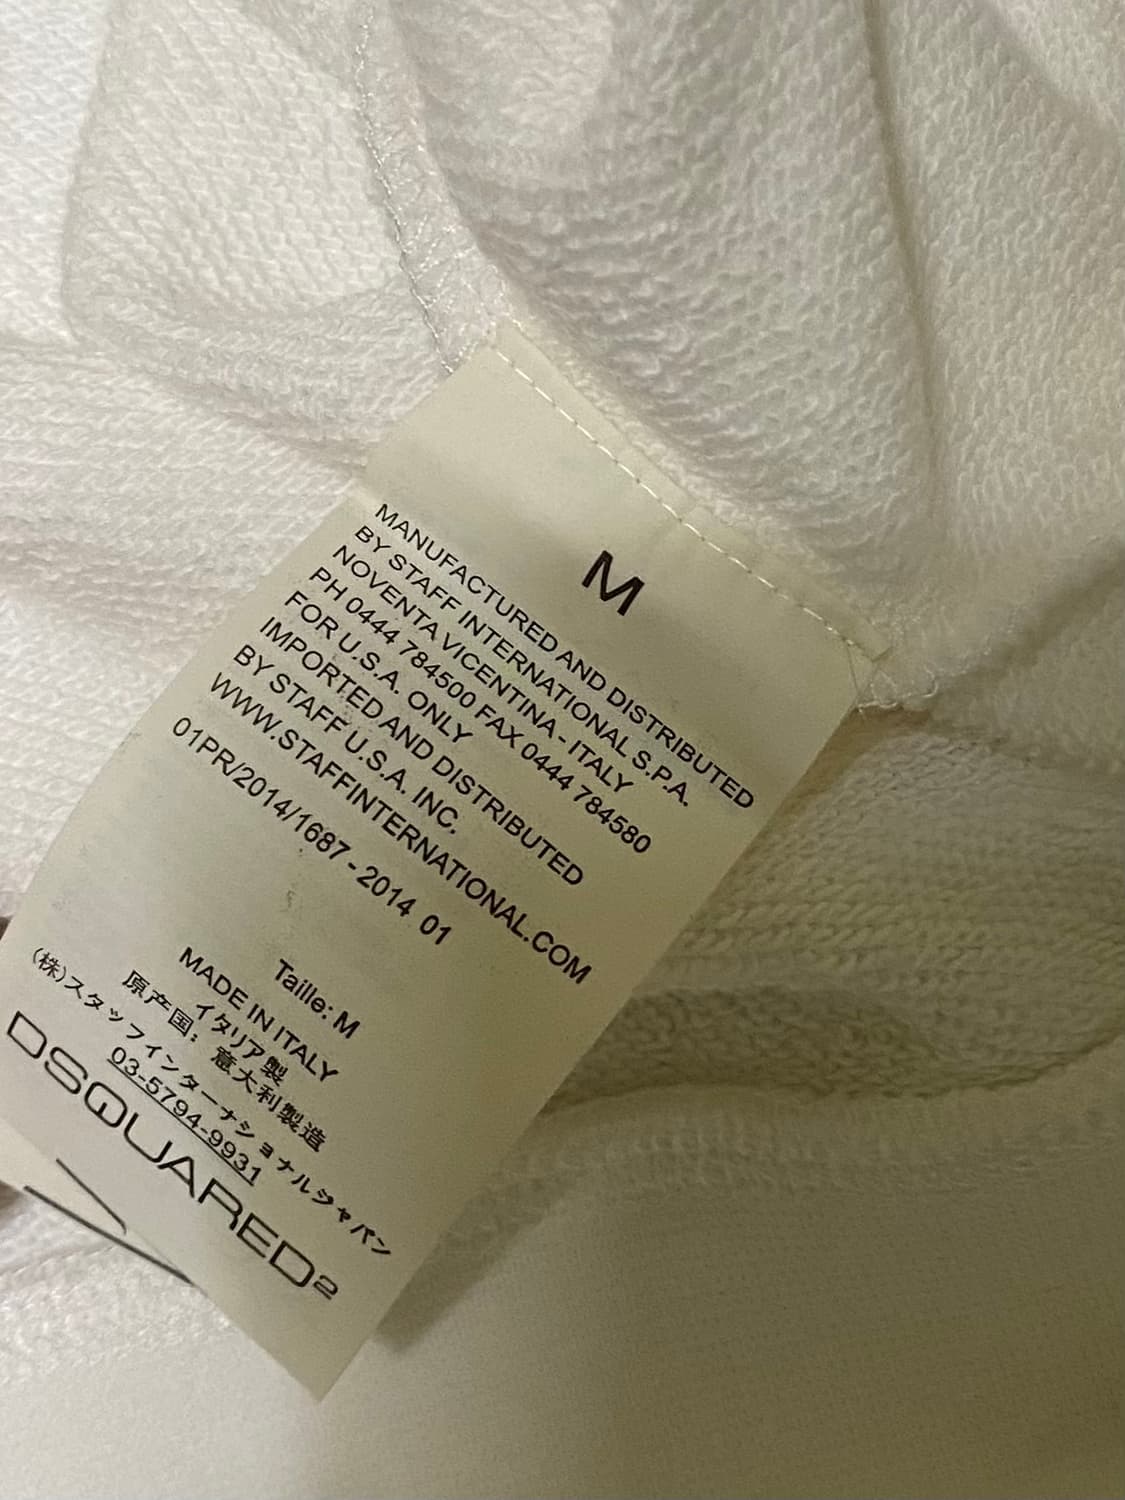 M
MANUFACTURED AND DISTRIBUTED
BY STAFF INTERNATIONAL S.P.A.
NOVENTA VICENTINA - ITALY
PH 0444 784500 FAX 0444 784580
FOR U.S.A. ONLY
IMPORTED AND DISTRIBUTED
BY STAFF U.S.A. INC.
WWW.STAFFINTERNATIONAL.COM
01PR/2014/1687 - 2014 01
Taille: M
MADE IN ITALY
イタリア製
原产国: 意大利製造
(株)スタッフインターナショナルジャパン
03-5794-9931
DSQUARED2